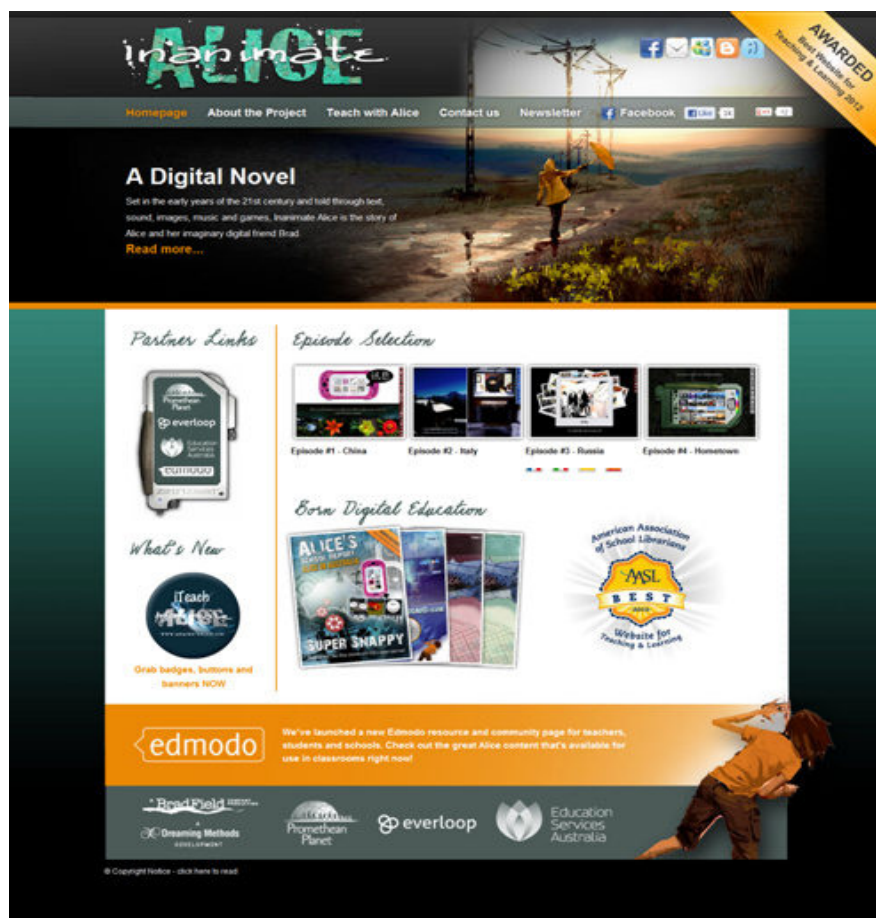 inanimate
ALICE
AWARDED
Best Website for
Teaching & Learning 2012
Homepage About the Project Teach with Alice Contact us Newsletter Facebook Like
A Digital Novel
Set in the early years of the 21st century and told through text,
sound, images, music and games, Inanimate Alice is the story of
Alice and her imaginary digital friend Brad
Read more...
Partner Links
Promethean
Planet
everloop
Education
Services
Australia
edmodo
What's New
iTeach
ALICE
Grab badges, buttons and
banners NOW
Episode Selection
Episode #1 - China Episode #2 - Italy Episode #3 - Russia Episode #4 - Hometown
Born Digital Education
ALICE'S
SCHOOL REPORT
SUPER SNAPPY
American Association
of School Librarians
AASL
BEST
Website for
Teaching & Learning
edmodo
We've launched a new Edmodo resource and community page for teachers,
students and schools. Check out the great Alice content that's available for
use in classrooms right now!
BradField
Dreaming Methods
DEVELOPMENT
Promethean
Planet
everloop
Education
Services
Australia
© Copyright Notice - click here to read